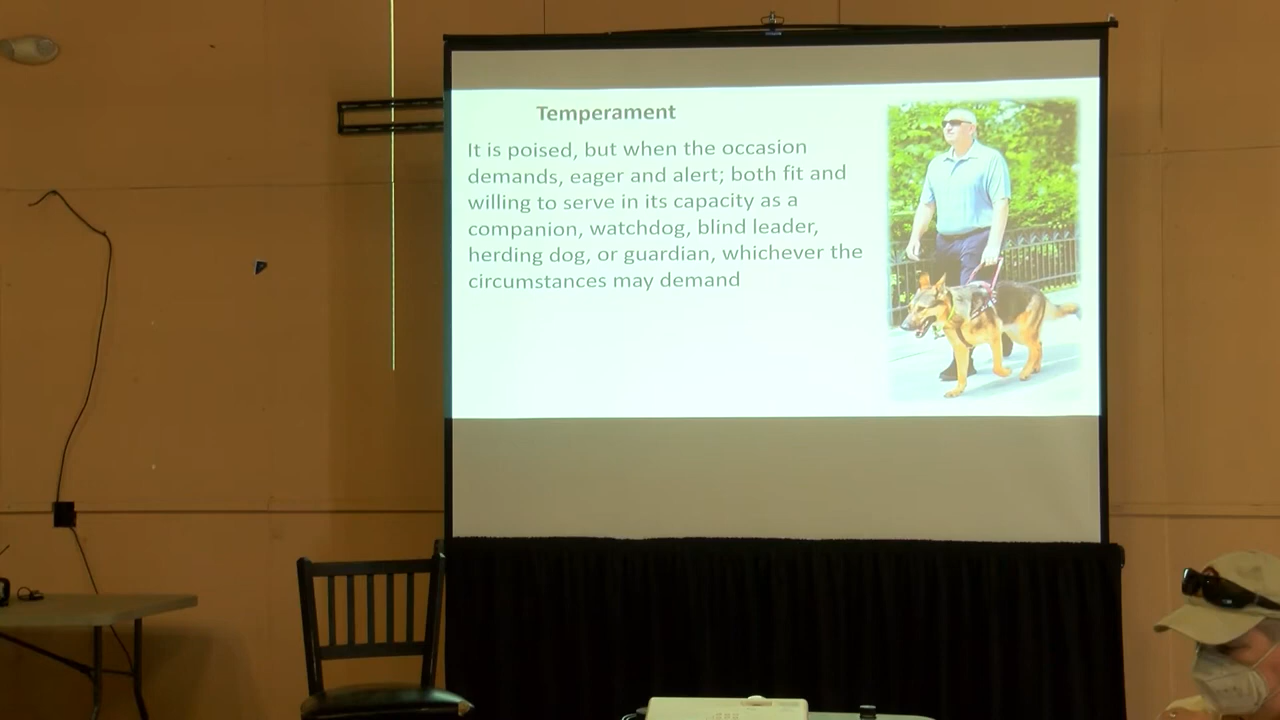 Temperament
It is poised, but when the occasion
demands, eager and alert; both fit and
willing to serve in its capacity as a
companion, watchdog, blind leader,
herding dog, or guardian, whichever the
circumstances may demand